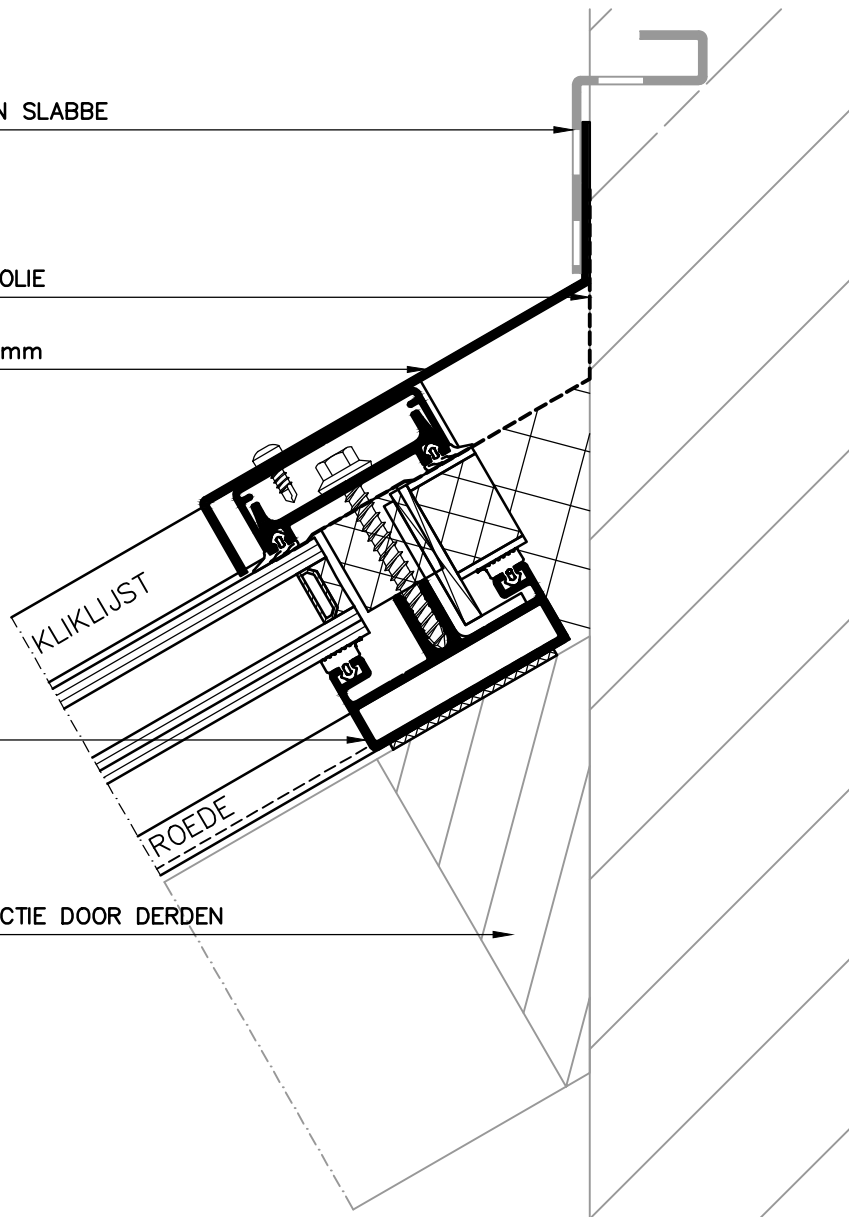 N SLABBE
OLIE
mm
KLIKLIJST
ROEDE
CTIE DOOR DERDEN